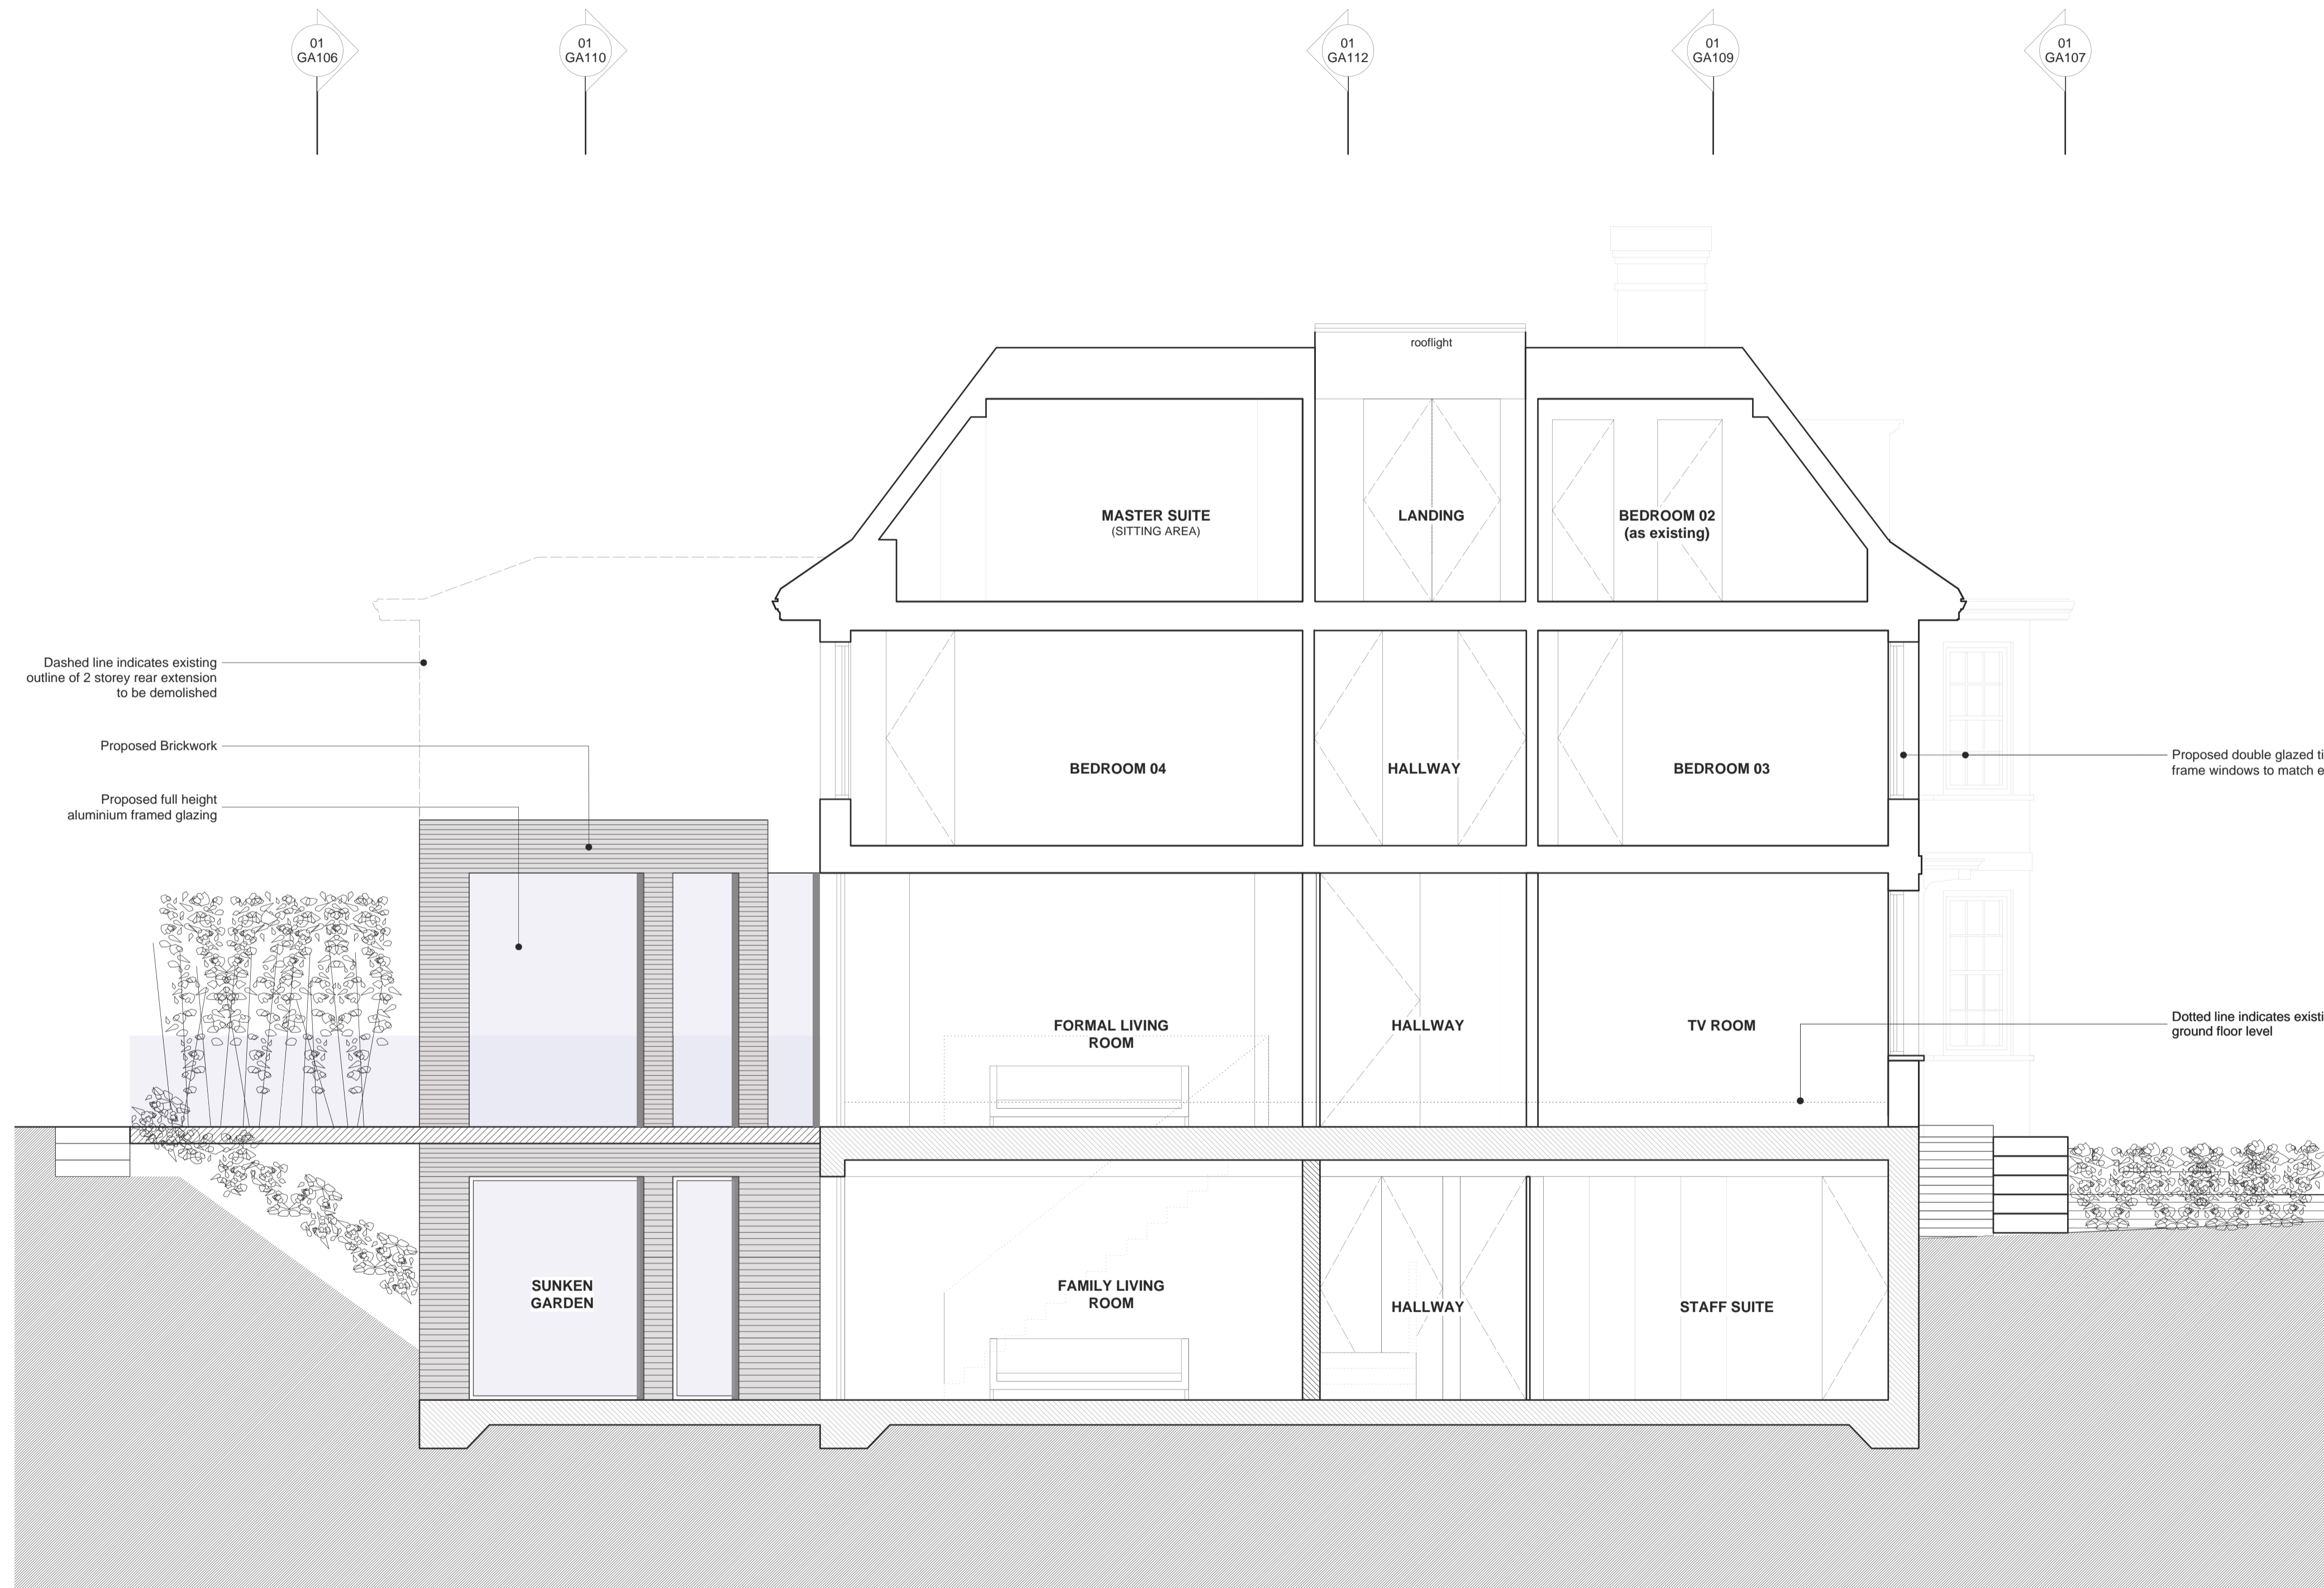 01
GA106
01
GA110
01
GA112
01
GA109
01
GA107
rooflight
MASTER SUITE
(SITTING AREA)
LANDING
BEDROOM 02
(as existing)
Dashed line indicates existing
outline of 2 storey rear extension
to be demolished
Proposed Brickwork
Proposed full height
aluminium framed glazing
BEDROOM 04
HALLWAY
BEDROOM 03
Proposed double glazed ti
frame windows to match e
FORMAL LIVING
ROOM
HALLWAY
TV ROOM
Dotted line indicates existi
ground floor level
SUNKEN
GARDEN
FAMILY LIVING
ROOM
HALLWAY
STAFF SUITE